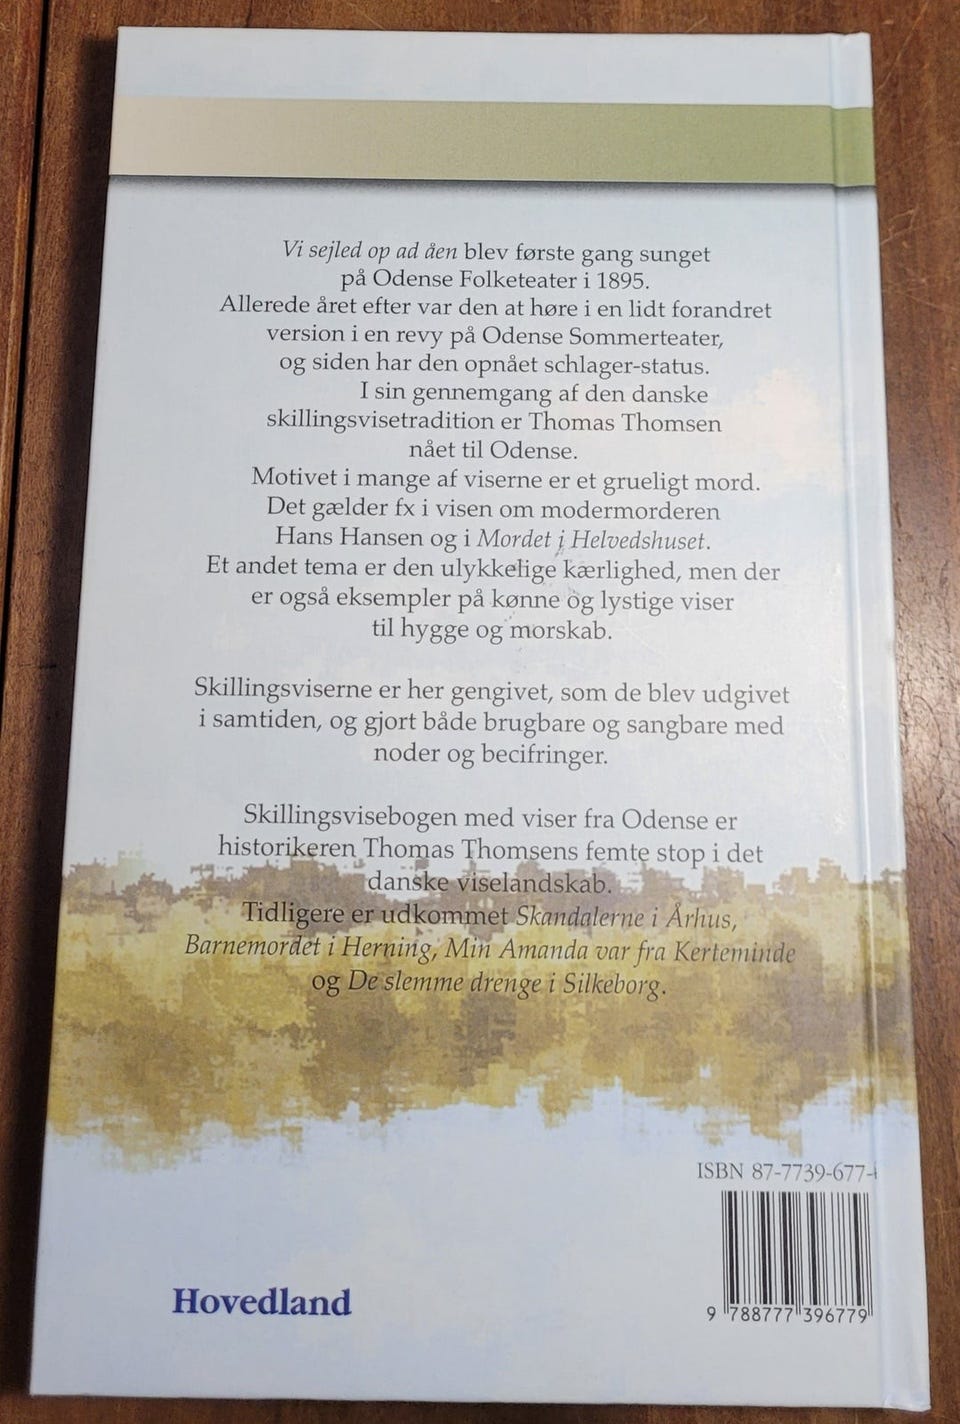 Vi sejled op ad åen blev første gang sunget
på Odense Folketeater i 1895.
Allerede året efter var den at høre i en lidt forandret
version i en revy på Odense Sommerteater,
og siden har den opnået schlager-status.
I sin gennemgang af den danske
skillingsvisetradition er Thomas Thomsen
nået til Odense.
Motivet i mange af viserne er et grueligt mord.
Det gælder fx i visen om modermorderen
Hans Hansen og i Mordet i Helvedshuset.
Et andet tema er den ulykkelige kærlighed, men der
er også eksempler på kønne og lystige viser
til hygge og morskab.
Skillingsviserne er her gengivet, som de blev udgivet
i samtiden, og gjort både brugbare og sangbare med
noder og becifringer.
Skillingsvisebogen med viser fra Odense er
historikeren Thomas Thomsens femte stop i det
danske viselandskab.
Tidligere er udkommet Skandalerne i Århus,
Barnemordet i Herning, Min Amanda var fra Kerteminde
og De slemme drenge i Silkeborg.
ISBN 87-7739-677-
9 788777 396779
Hovedland